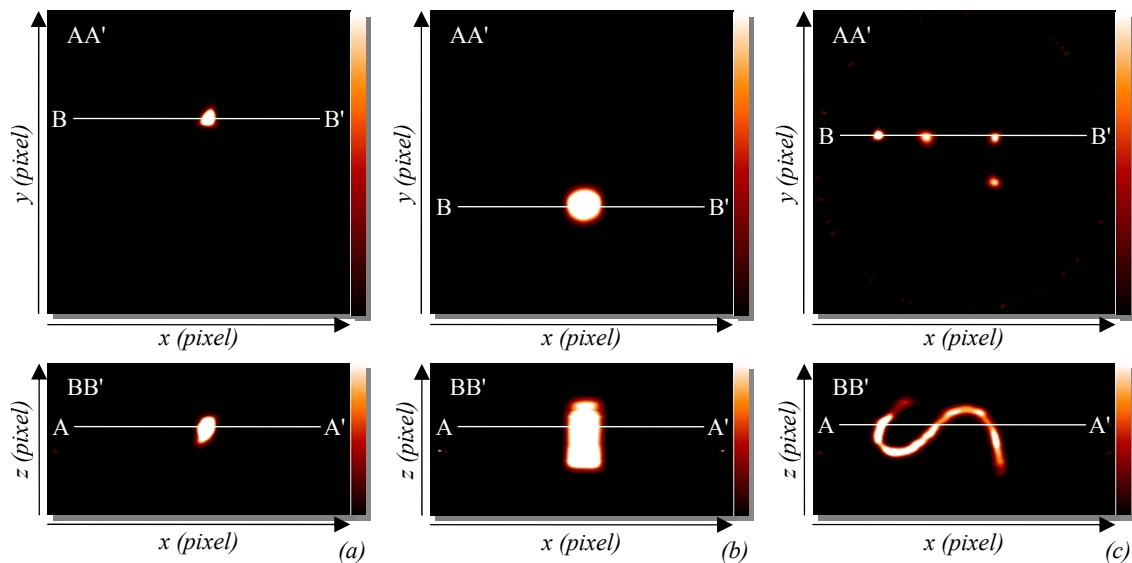 AA'
B B'
y (pixel)
x (pixel)
BB'
A A'
z (pixel)
x (pixel)
(a)
AA'
B B'
y (pixel)
x (pixel)
BB'
A A'
z (pixel)
x (pixel)
(b)
AA'
B B'
y (pixel)
x (pixel)
BB'
A A'
z (pixel)
x (pixel)
(c)